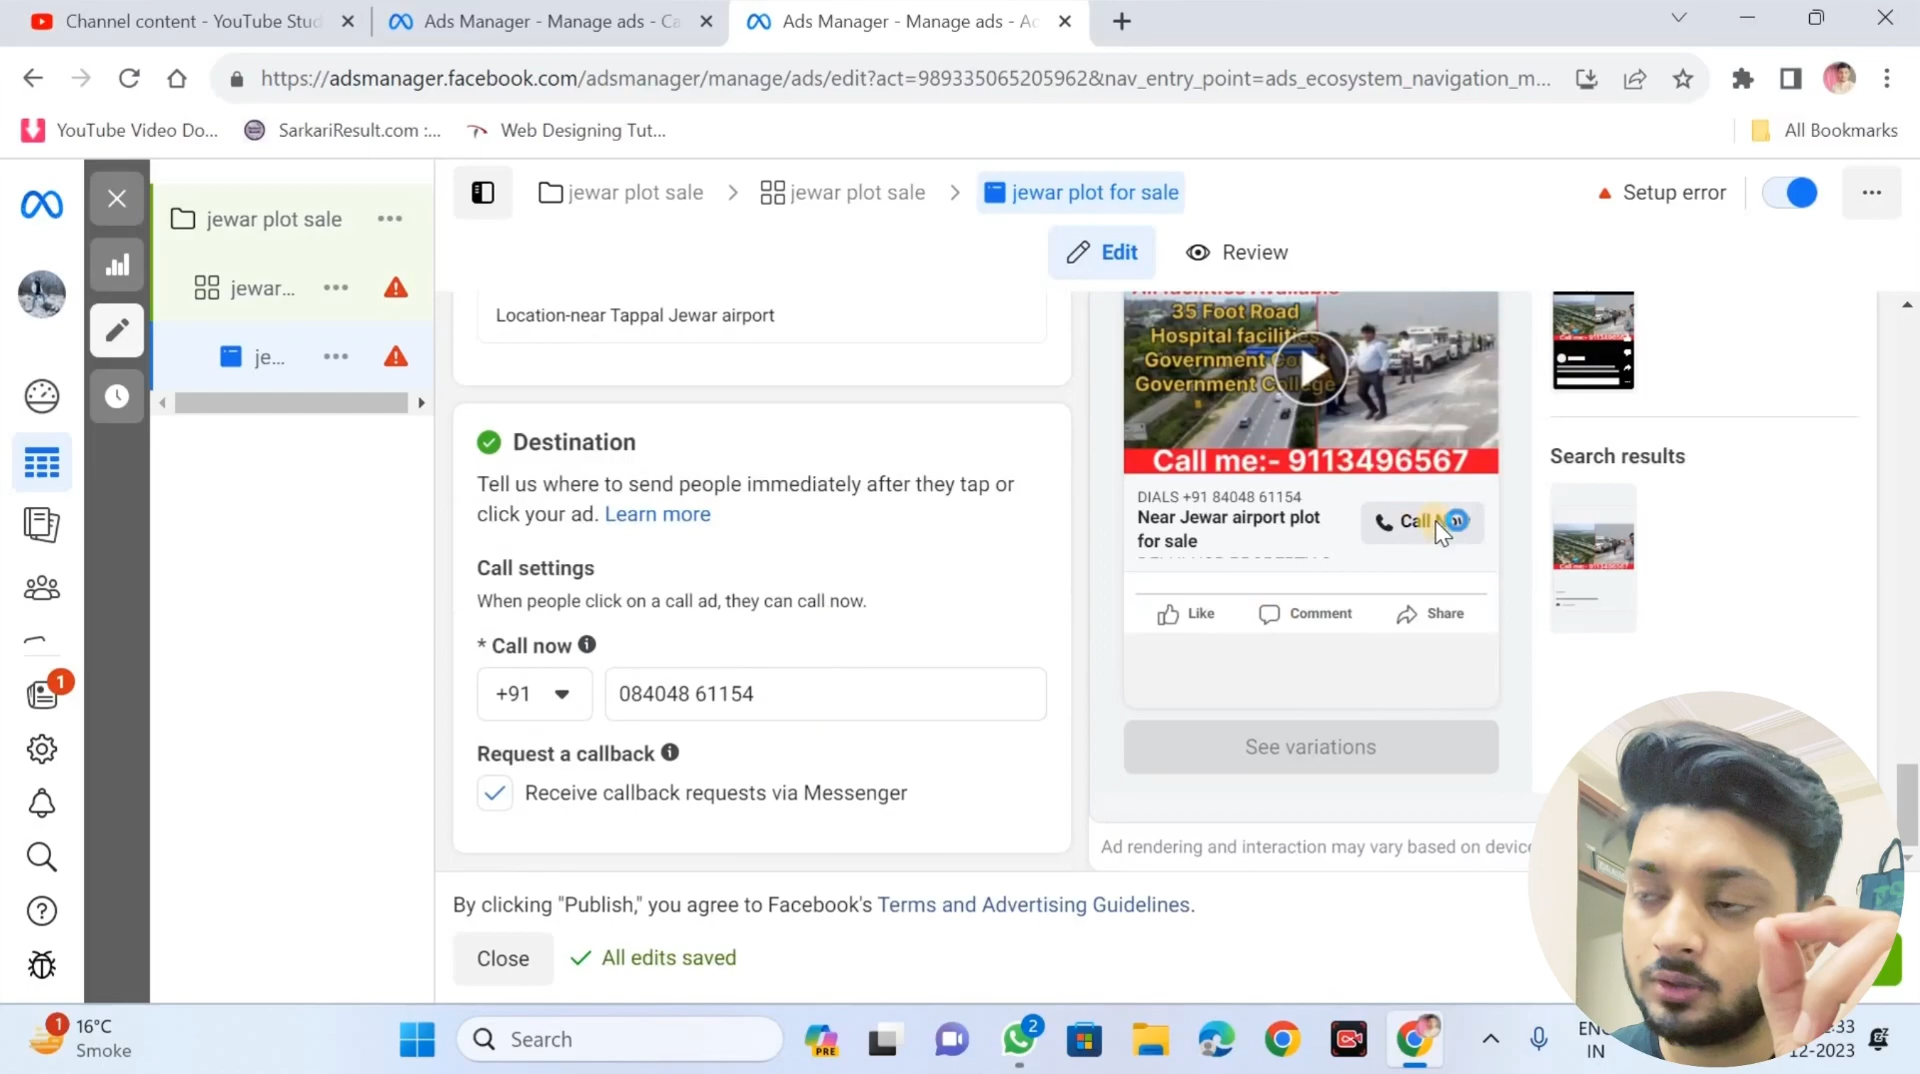 Channel content - YouTube Stud
Ads Manager - Manage ads - Ca
Ads Manager - Manage ads - Ad
https://adsmanager.facebook.com/adsmanager/manage/ads/edit?act=989335065205962&nav_entry_point=ads_ecosystem_navigation_m...
YouTube Video Do...
SarkariResult.com :...
Web Designing Tut...
All Bookmarks
jewar plot sale
jewar...
je...
jewar plot sale
jewar plot sale
jewar plot for sale
Setup error
Edit
Review
Location-near Tappal Jewar airport
Destination
Tell us where to send people immediately after they tap or
click your ad. Learn more
Call settings
When people click on a call ad, they can call now.
* Call now
+91
084048 61154
Request a callback
Receive callback requests via Messenger
35 Foot Road
Hospital facilities
Government
Government College
Call me:- 9113496567
DIALS +91 84048 61154
Near Jewar airport plot
for sale
Call
Like
Comment
Share
See variations
Ad rendering and interaction may vary based on device
Search results
By clicking "Publish," you agree to Facebook's Terms and Advertising Guidelines.
Close
All edits saved
1
1
16°C
Smoke
Search
PRE
2
ENG
IN
:33
12-2023